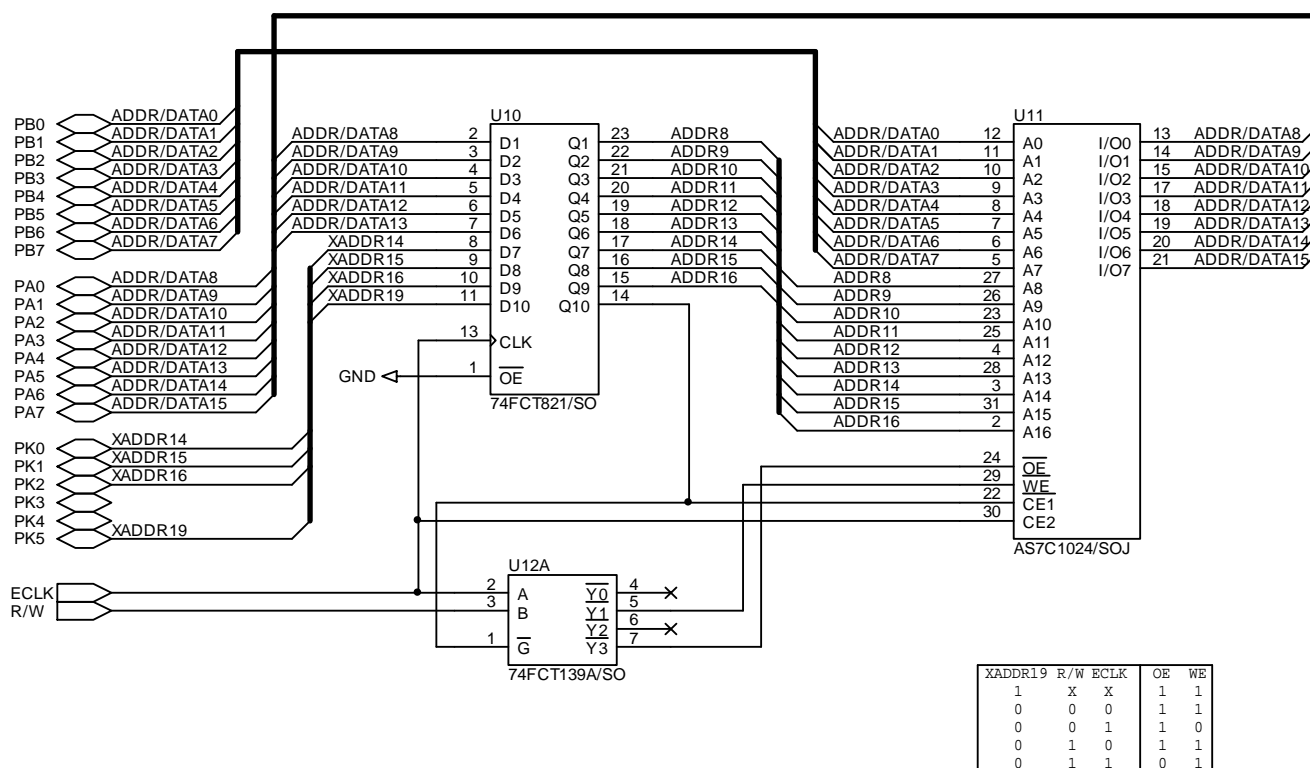 PB0 ADDR/DATA0
PB1 ADDR/DATA1
PB2 ADDR/DATA2
PB3 ADDR/DATA3
PB4 ADDR/DATA4
PB5 ADDR/DATA5
PB6 ADDR/DATA6
PB7 ADDR/DATA7
PA0 ADDR/DATA8
PA1 ADDR/DATA9
PA2 ADDR/DATA10
PA3 ADDR/DATA11
PA4 ADDR/DATA12
PA5 ADDR/DATA13
PA6 ADDR/DATA14
PA7 ADDR/DATA15
PK0 XADDR14
PK1 XADDR15
PK2 XADDR16
PK3
PK4
PK5 XADDR19
ECLK
R/W
U10
ADDR/DATA8 2 D1 Q1 23 ADDR8
ADDR/DATA9 3 D2 Q2 22 ADDR9
ADDR/DATA10 4 D3 Q3 21 ADDR10
ADDR/DATA11 5 D4 Q4 20 ADDR11
ADDR/DATA12 6 D5 Q5 19 ADDR12
ADDR/DATA13 7 D6 Q6 18 ADDR13
XADDR14 8 D7 Q7 17 ADDR14
XADDR15 9 D8 Q8 16 ADDR15
XADDR16 10 D9 Q9 15 ADDR16
XADDR19 11 D10 Q10 14
13 CLK
GND 1 OE
74FCT821/SO
U12A
2 A Y0 4
3 B Y1 5
Y2 6
1 G Y3 7
74FCT139A/SO
U11
ADDR/DATA0 12 A0 I/O0 13 ADDR/DATA8
ADDR/DATA1 11 A1 I/O1 14 ADDR/DATA9
ADDR/DATA2 10 A2 I/O2 15 ADDR/DATA10
ADDR/DATA3 9 A3 I/O3 17 ADDR/DATA11
ADDR/DATA4 8 A4 I/O4 18 ADDR/DATA12
ADDR/DATA5 7 A5 I/O5 19 ADDR/DATA13
ADDR/DATA6 6 A6 I/O6 20 ADDR/DATA14
ADDR/DATA7 5 A7 I/O7 21 ADDR/DATA15
ADDR8 27 A8
ADDR9 26 A9
ADDR10 23 A10
ADDR11 25 A11
ADDR12 4 A12
ADDR13 28 A13
ADDR14 3 A14
ADDR15 31 A15
ADDR16 2 A16
24 OE
29 WE
22 CE1
30 CE2
AS7C1024/SOJ
XADDR19 R/W ECLK OE WE
1 X X 1 1
0 0 0 1 1
0 0 1 1 0
0 1 0 1 1
0 1 1 0 1